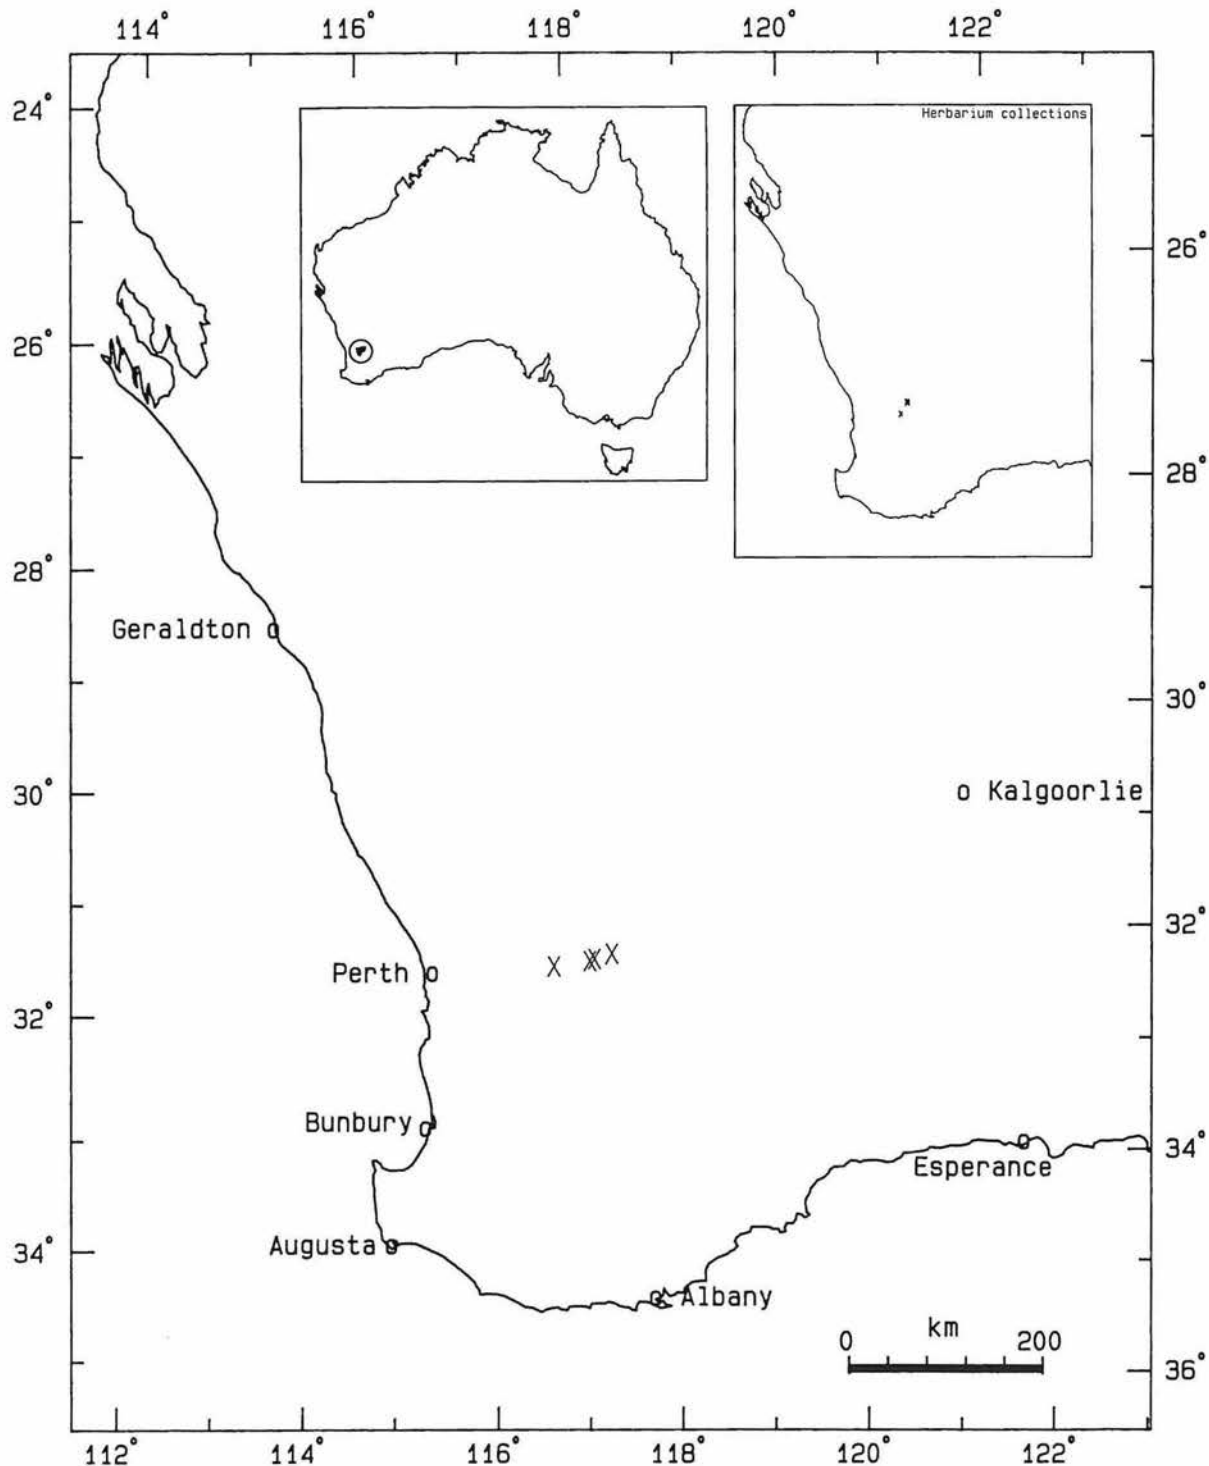 114° 116° 118° 120° 122°
24°
Herbarium collections
26°
26°
28°
28°
Geraldton
30°
30°
Kalgoorlie
32°
Perth
32°
Bunbury
34°
Esperance
Augusta
34°
Albany
0 km 200
36°
112° 114° 116° 118° 120° 122°